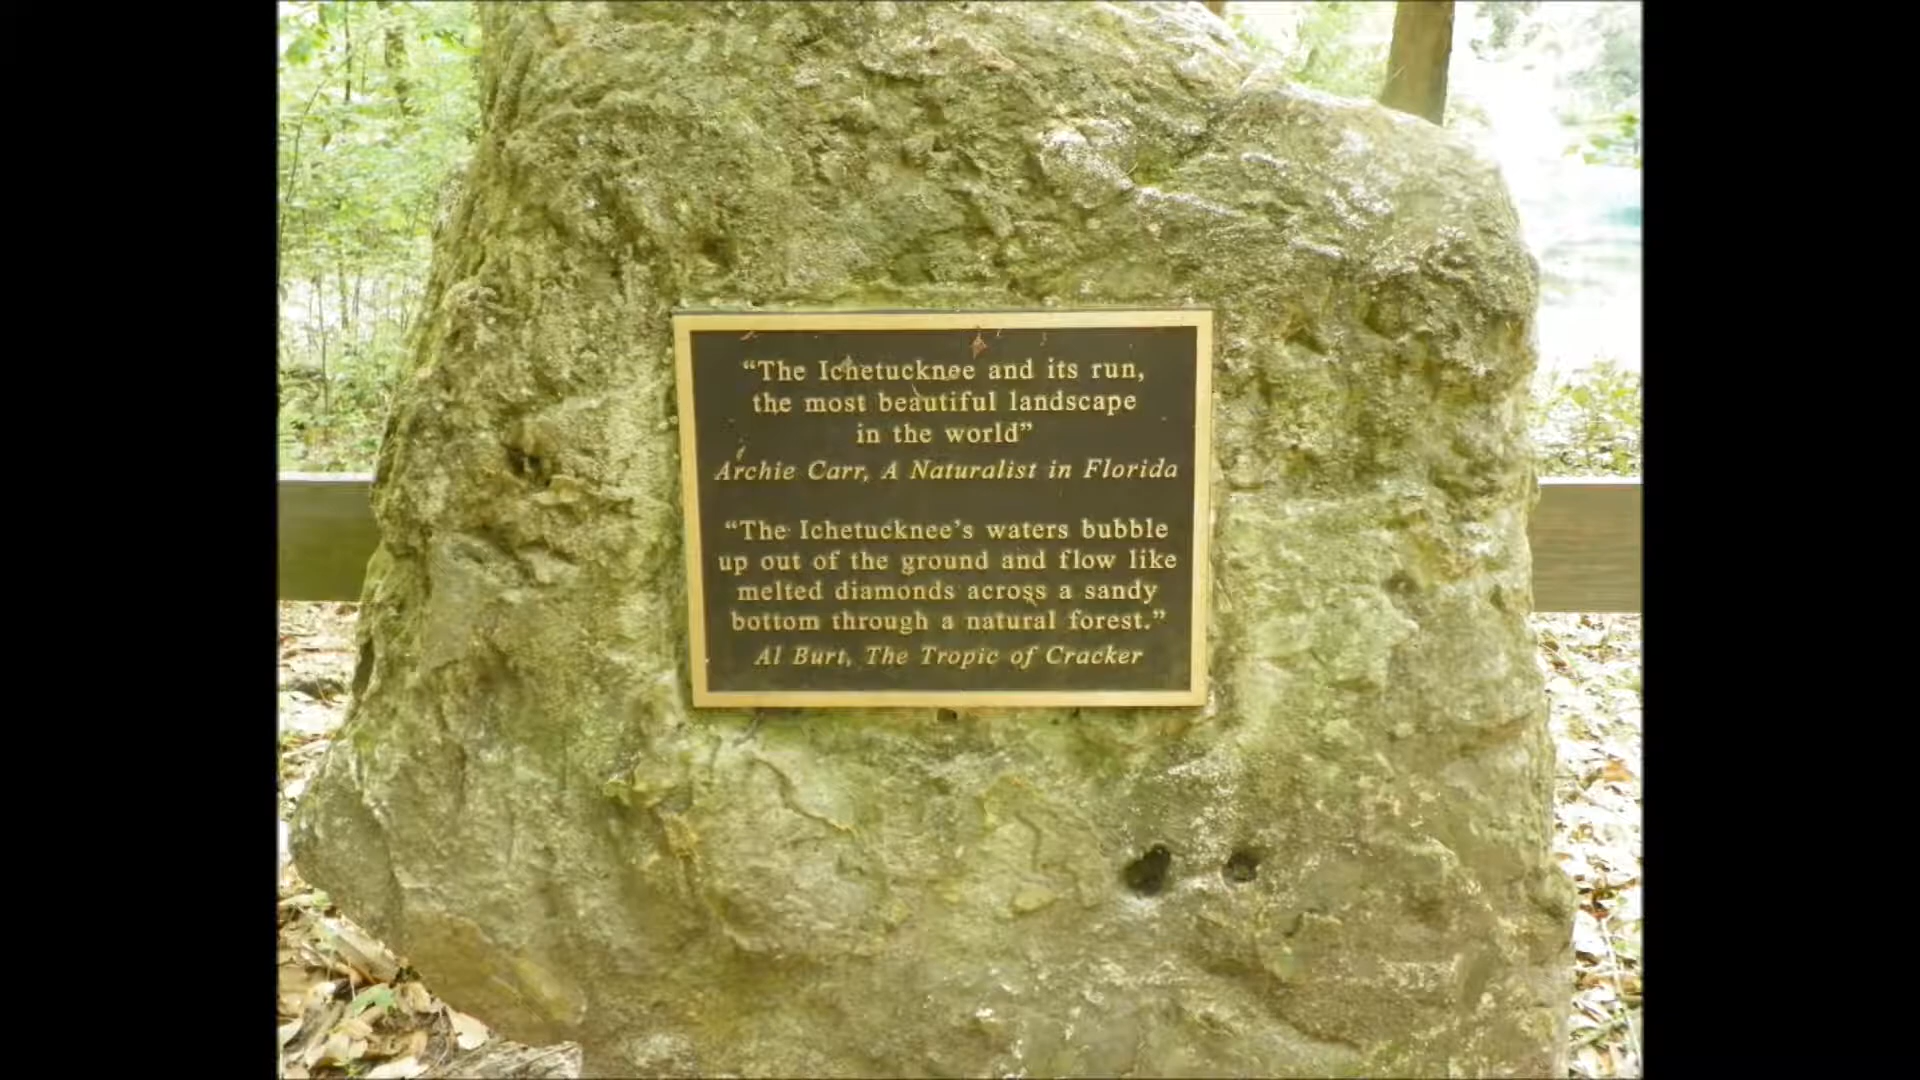 “The Ichetucknee and its run,
the most beautiful landscape
in the world”
Archie Carr, A Naturalist in Florida
“The Ichetucknee’s waters bubble
up out of the ground and flow like
melted diamonds across a sandy
bottom through a natural forest.”
Al Burt, The Tropic of Cracker